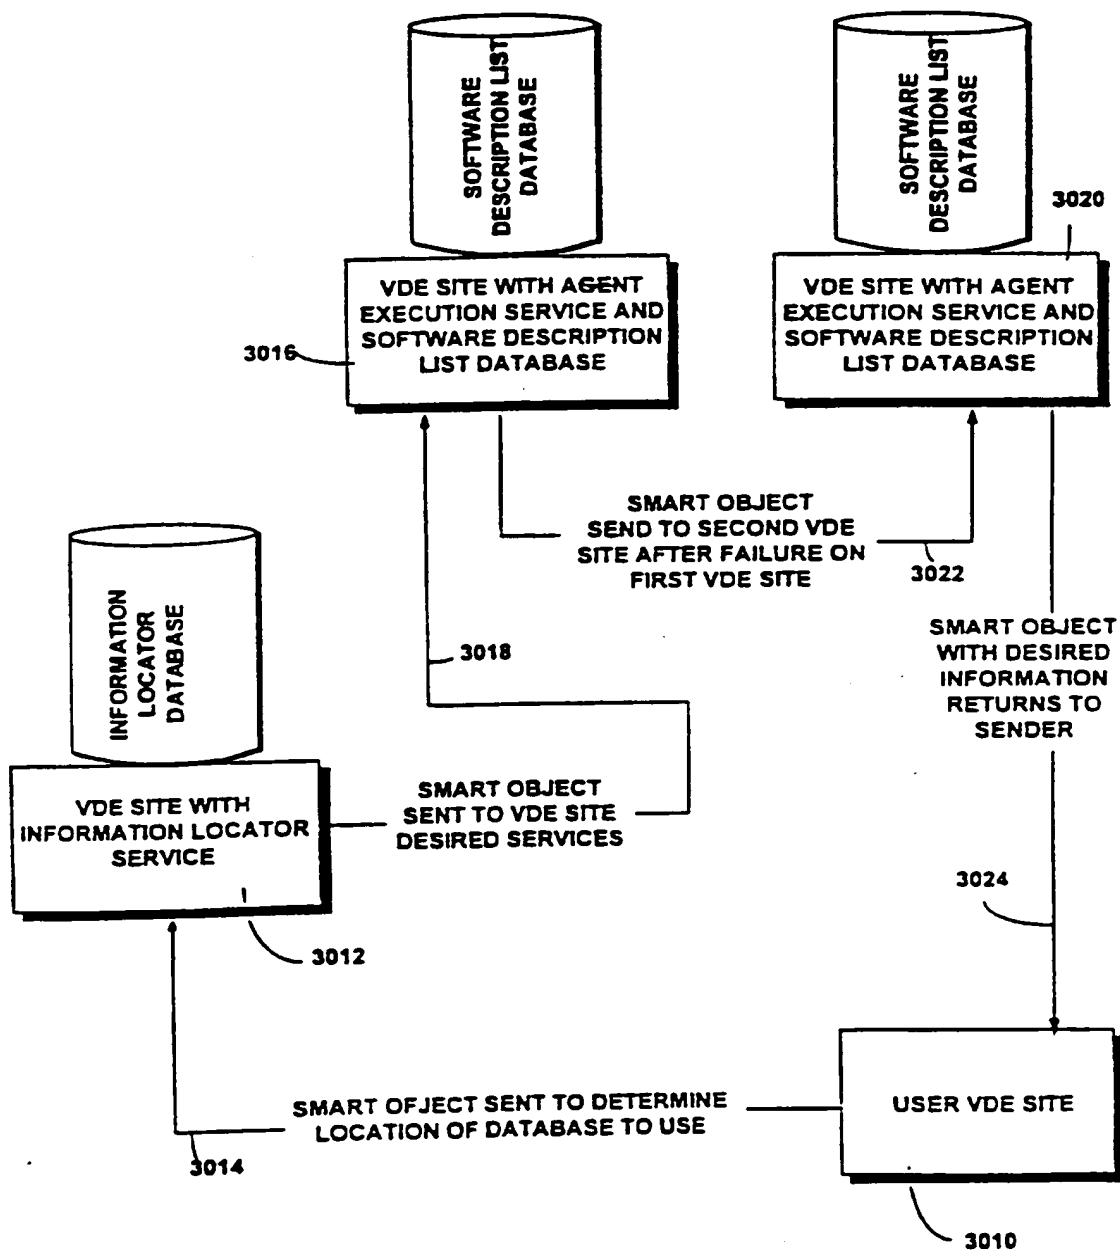 SOFTWARE
DESCRIPTION LIST
DATABASE
SOFTWARE
DESCRIPTION LIST
DATABASE
3020
VDE SITE WITH AGENT
EXECUTION SERVICE AND
SOFTWARE DESCRIPTION
LIST DATABASE
3016
VDE SITE WITH AGENT
EXECUTION SERVICE AND
SOFTWARE DESCRIPTION
LIST DATABASE
SMART OBJECT
SEND TO SECOND VDE
SITE AFTER FAILURE ON
FIRST VDE SITE
3022
INFORMATION
LOCATOR
DATABASE
3018
SMART OBJECT
WITH DESIRED
INFORMATION
RETURNS TO
SENDER
VDE SITE WITH
INFORMATION LOCATOR
SERVICE
SMART OBJECT
SENT TO VDE SITE
DESIRED SERVICES
3024
3012
SMART OFJECT SENT TO DETERMINE
LOCATION OF DATABASE TO USE
USER VDE SITE
3014
3010